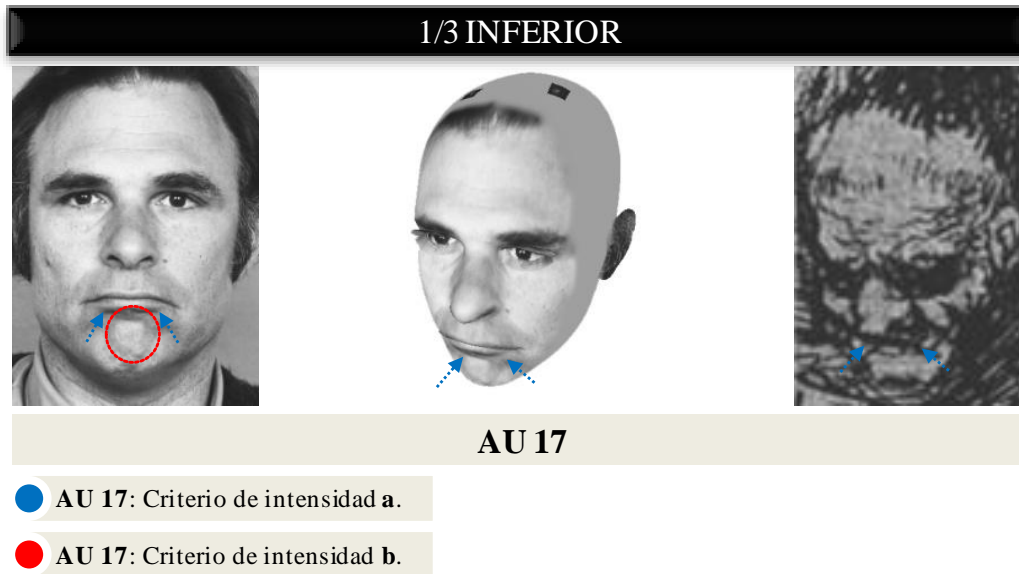 1/3 INFERIOR
AU 17
AU 17: Criterio de intensidad a.
AU 17: Criterio de intensidad b.